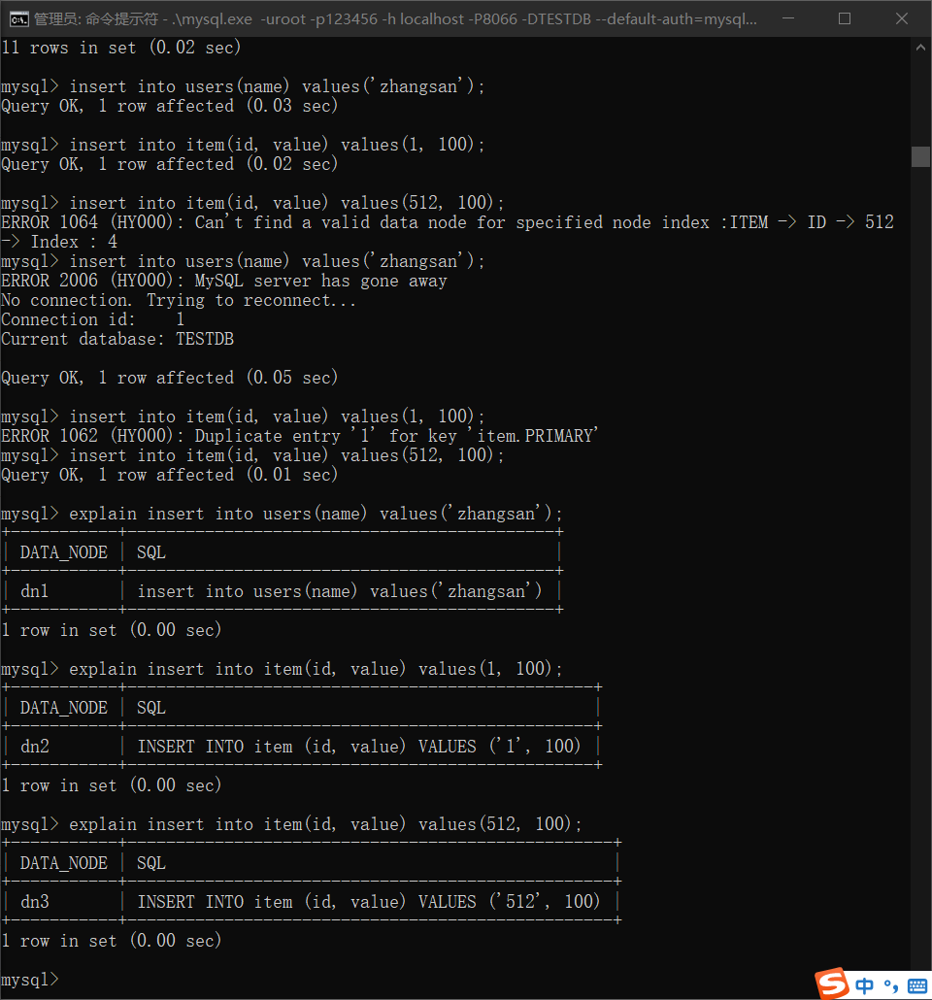 管理员: 命令提示符 - .\mysql.exe -uroot -p123456 -h localhost -P8066 -DTESTDB --default-auth=mysql...
11 rows in set (0.02 sec)
mysql> insert into users(name) values('zhangsan');
Query OK, 1 row affected (0.03 sec)
mysql> insert into item(id, value) values(1, 100);
Query OK, 1 row affected (0.02 sec)
mysql> insert into item(id, value) values(512, 100);
ERROR 1064 (HY000): Can't find a valid data node for specified node index :ITEM -> ID -> 512
-> Index : 4
mysql> insert into users(name) values('zhangsan');
ERROR 2006 (HY000): MySQL server has gone away
No connection. Trying to reconnect...
Connection id:    1
Current database: TESTDB
Query OK, 1 row affected (0.05 sec)
mysql> insert into item(id, value) values(1, 100);
ERROR 1062 (HY000): Duplicate entry '1' for key 'item.PRIMARY'
mysql> insert into item(id, value) values(512, 100);
Query OK, 1 row affected (0.01 sec)
mysql> explain insert into users(name) values('zhangsan');
+-----------+--------------------------------------------+
| DATA_NODE | SQL                                        |
+-----------+--------------------------------------------+
| dn1       | insert into users(name) values('zhangsan') |
+-----------+--------------------------------------------+
1 row in set (0.00 sec)
mysql> explain insert into item(id, value) values(1, 100);
+-----------+------------------------------------------------+
| DATA_NODE | SQL                                            |
+-----------+------------------------------------------------+
| dn2       | INSERT INTO item (id, value) VALUES ('1', 100) |
+-----------+------------------------------------------------+
1 row in set (0.00 sec)
mysql> explain insert into item(id, value) values(512, 100);
+-----------+--------------------------------------------------+
| DATA_NODE | SQL                                              |
+-----------+--------------------------------------------------+
| dn3       | INSERT INTO item (id, value) VALUES ('512', 100) |
+-----------+--------------------------------------------------+
1 row in set (0.00 sec)
mysql>
S 中 °,